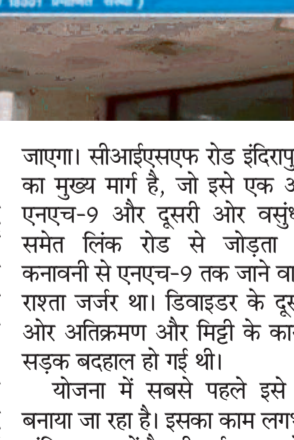 जाएगा। सीआईएसएफ रोड इंदिरापु
का मुख्य मार्ग है, जो इसे एक
एनएच-9 और दूसरी ओर वसुं
समेत लिंक रोड से जोड़ता
कनावनी से एनएच-9 तक जाने वा
राश्ता जर्जर था। डिवाइडर के दूस
ओर अतिक्रमण और मिट्टी के का
सड़क बदहाल हो गई थी।
योजना में सबसे पहले इसे
बनाया जा रहा है। इसका काम लग